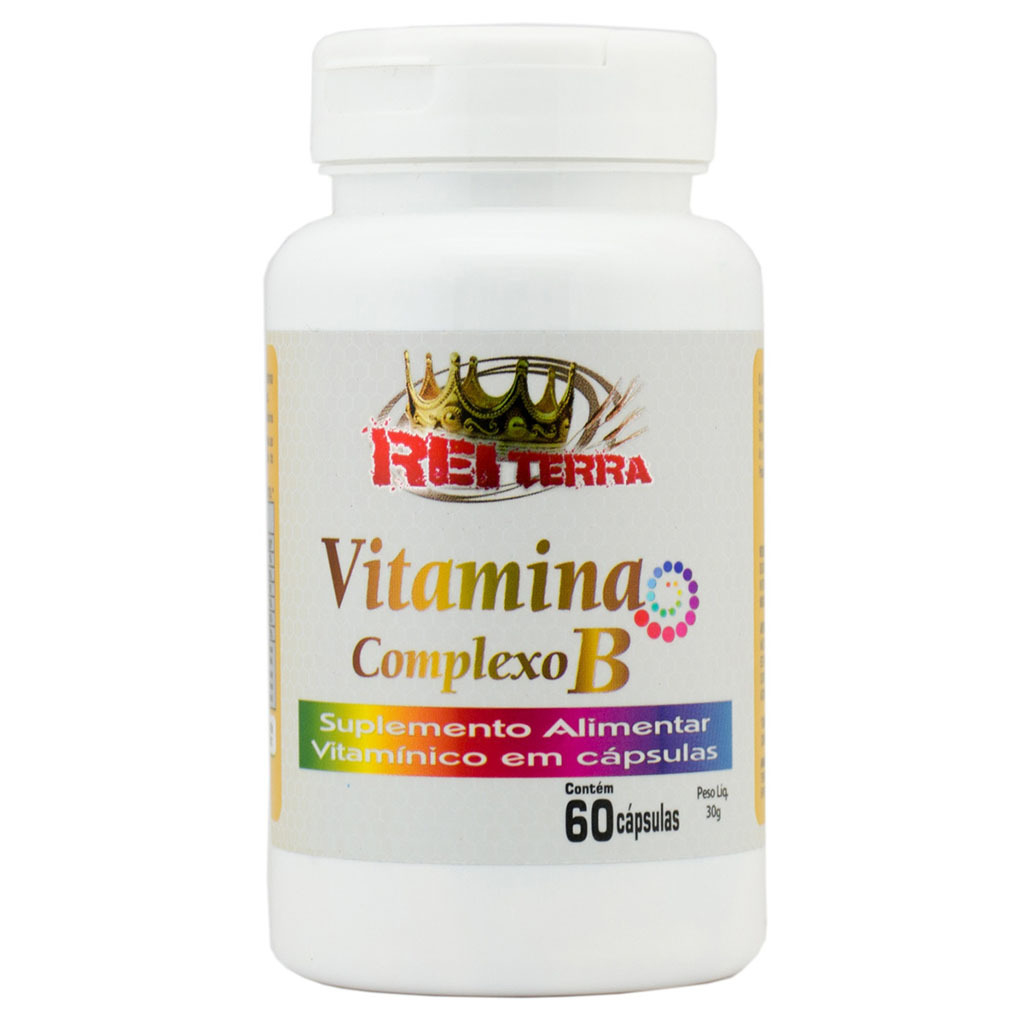 REI TERRA
Vitamina
Complexo B
Suplemento Alimentar
Vitamínico em cápsulas
Contém
60 cápsulas
Peso Líq.
30g